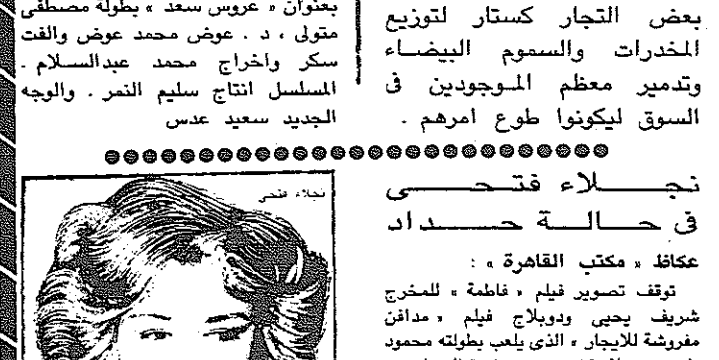 بعض التجار كستار لتوزيع
المخدرات والسموم البيضاء
وتدمير معظم الموجودين فى
السوق ليكونوا طوع امرهم .
بعنوان « عروس سعد » بطولة مصطفى
متولى ، د . عوض محمد عوض والفت
سكر واخراج محمد عبدالسلام .
المسلسل انتاج سليم النمر . والوجه
الجديد سعيد عدس
نجلاء فتحى
فى حالة حداد
عكاظ « مكتب القاهرة » :
توقف تصوير فيلم « فاطمة » للمخرج
شريف يحيى ودوبلاج فيلم « مدافن
مفروشة للايجار » الذى يلعب بطولته محمود
نجلاء فتحى